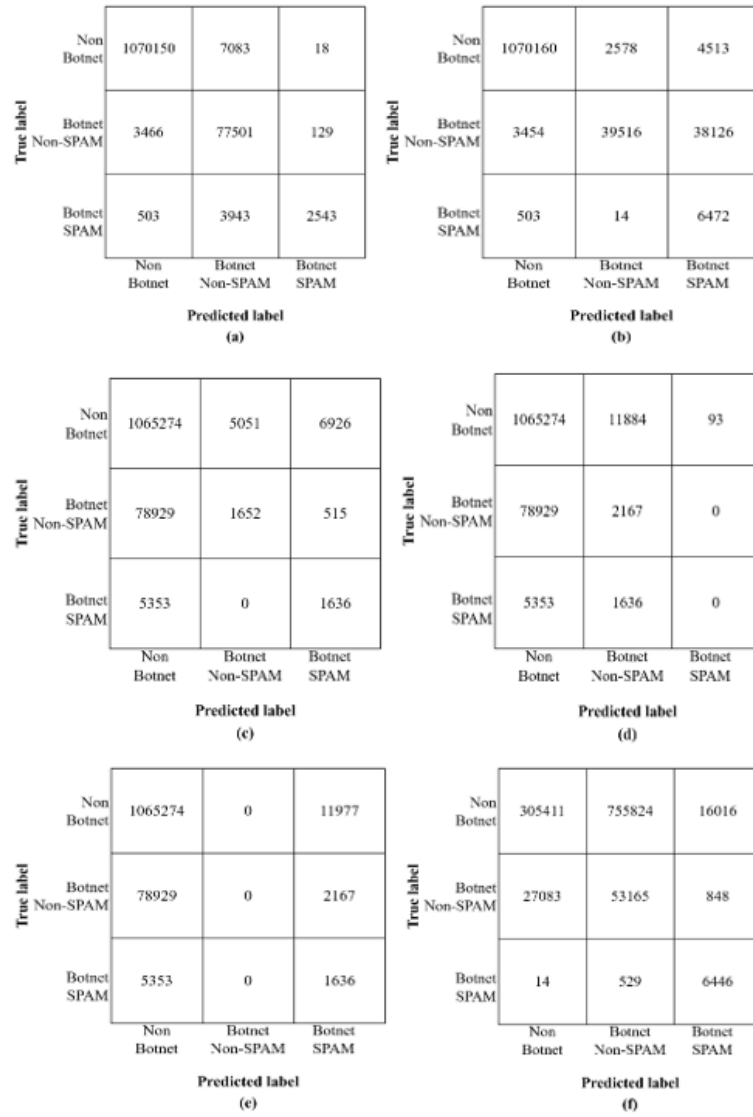 Non
Botnet
1070150 7083 18
True label
Botnet
Non-SPAM
3466 77501 129
Botnet
SPAM
503 3943 2543
Non
Botnet
Botnet
Non-SPAM
Botnet
SPAM
Predicted label
(a)
Non
Botnet
1070160 2578 4513
True label
Botnet
Non-SPAM
3454 39516 38126
Botnet
SPAM
503 14 6472
Non
Botnet
Botnet
Non-SPAM
Botnet
SPAM
Predicted label
(b)
Non
Botnet
1065274 5051 6926
True label
Botnet
Non-SPAM
78929 1652 515
Botnet
SPAM
5353 0 1636
Non
Botnet
Botnet
Non-SPAM
Botnet
SPAM
Predicted label
(c)
Non
Botnet
1065274 11884 93
True label
Botnet
Non-SPAM
78929 2167 0
Botnet
SPAM
5353 1636 0
Non
Botnet
Botnet
Non-SPAM
Botnet
SPAM
Predicted label
(d)
Non
Botnet
1065274 0 11977
True label
Botnet
Non-SPAM
78929 0 2167
Botnet
SPAM
5353 0 1636
Non
Botnet
Botnet
Non-SPAM
Botnet
SPAM
Predicted label
(e)
Non
Botnet
305411 755824 16016
True label
Botnet
Non-SPAM
27083 53165 848
Botnet
SPAM
14 529 6446
Non
Botnet
Botnet
Non-SPAM
Botnet
SPAM
Predicted label
(f)